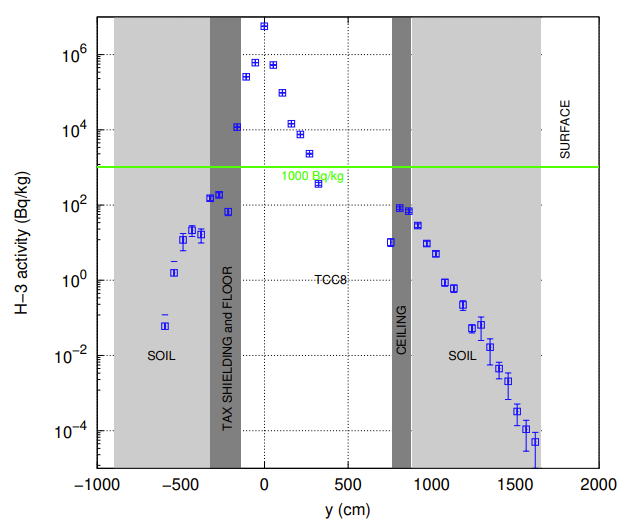 10^6
10^4
10^2
10^0
10^−2
10^−4
H−3 activity (Bq/kg)
1000 Bq/kg
SURFACE
TCC8
TAX SHIELDING and FLOOR
CEILING
SOIL
SOIL
−1000
−500
0
500
1000
1500
2000
y (cm)